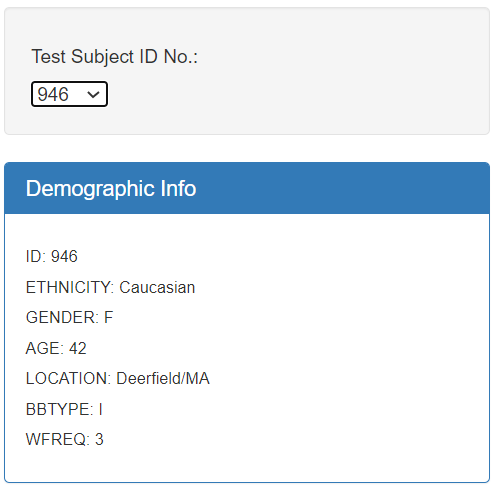 Test Subject ID No.:
946
Demographic Info
ID: 946
ETHNICITY: Caucasian
GENDER: F
AGE: 42
LOCATION: Deerfield/MA
BBTYPE: I
WFREQ: 3